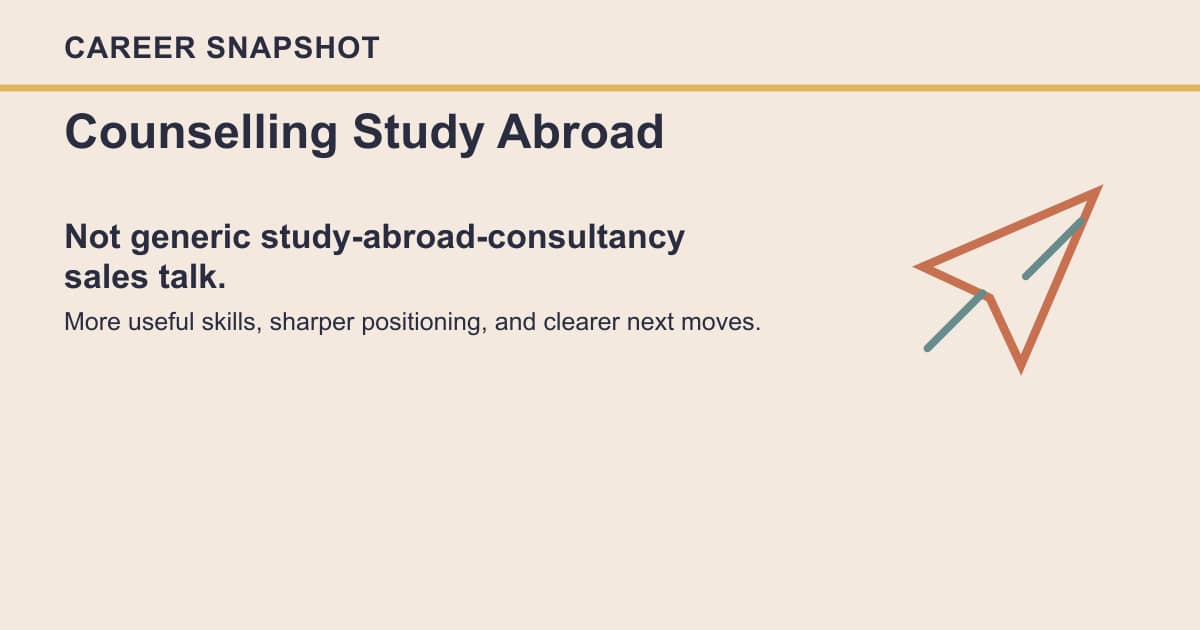 CAREER SNAPSHOT
Counselling Study Abroad
Not generic study-abroad-consultancy
sales talk.
More useful skills, sharper positioning, and clearer next moves.